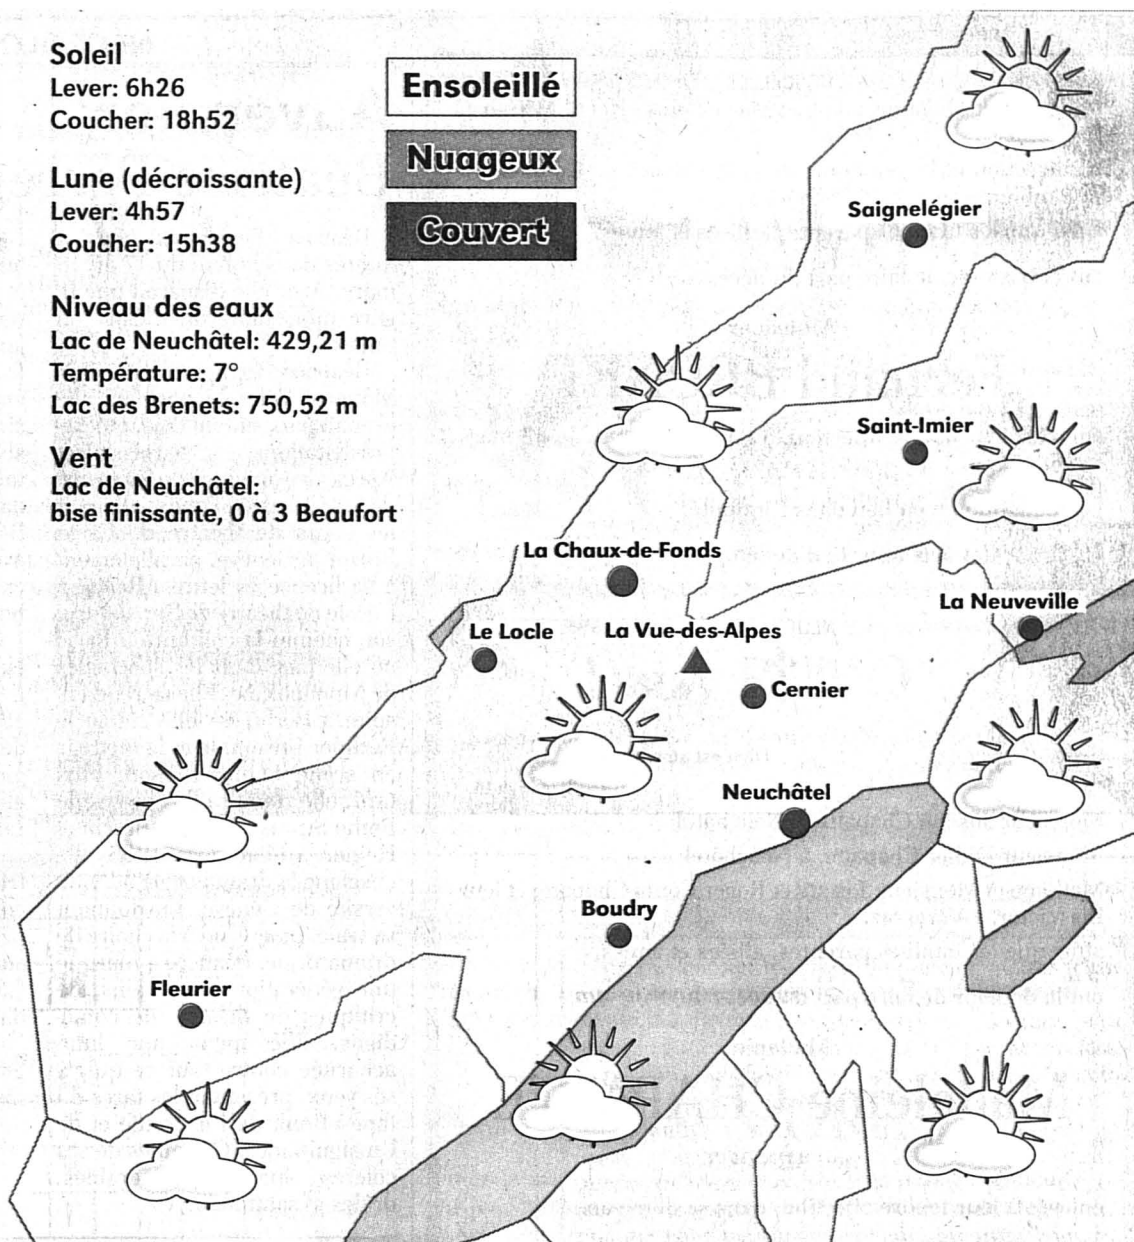 Soleil
Lever: 6h26
Coucher: 18h52
Lune (décroissante)
Lever: 4h57
Coucher: 15h38
Niveau des eaux
Lac de Neuchâtel: 429,21 m
Température: 7°
Lac des Brenets: 750,52 m
Vent
Lac de Neuchâtel:
bise finissante, 0 à 3 Beaufort
Ensoleillé
Nuageux
Couvert
Saignelégier
Saint-Imier
La Chaux-de-Fonds
La Neuveville
Le Locle
La Vue-des-Alpes
Cernier
Neuchâtel
Boudry
Fleurier